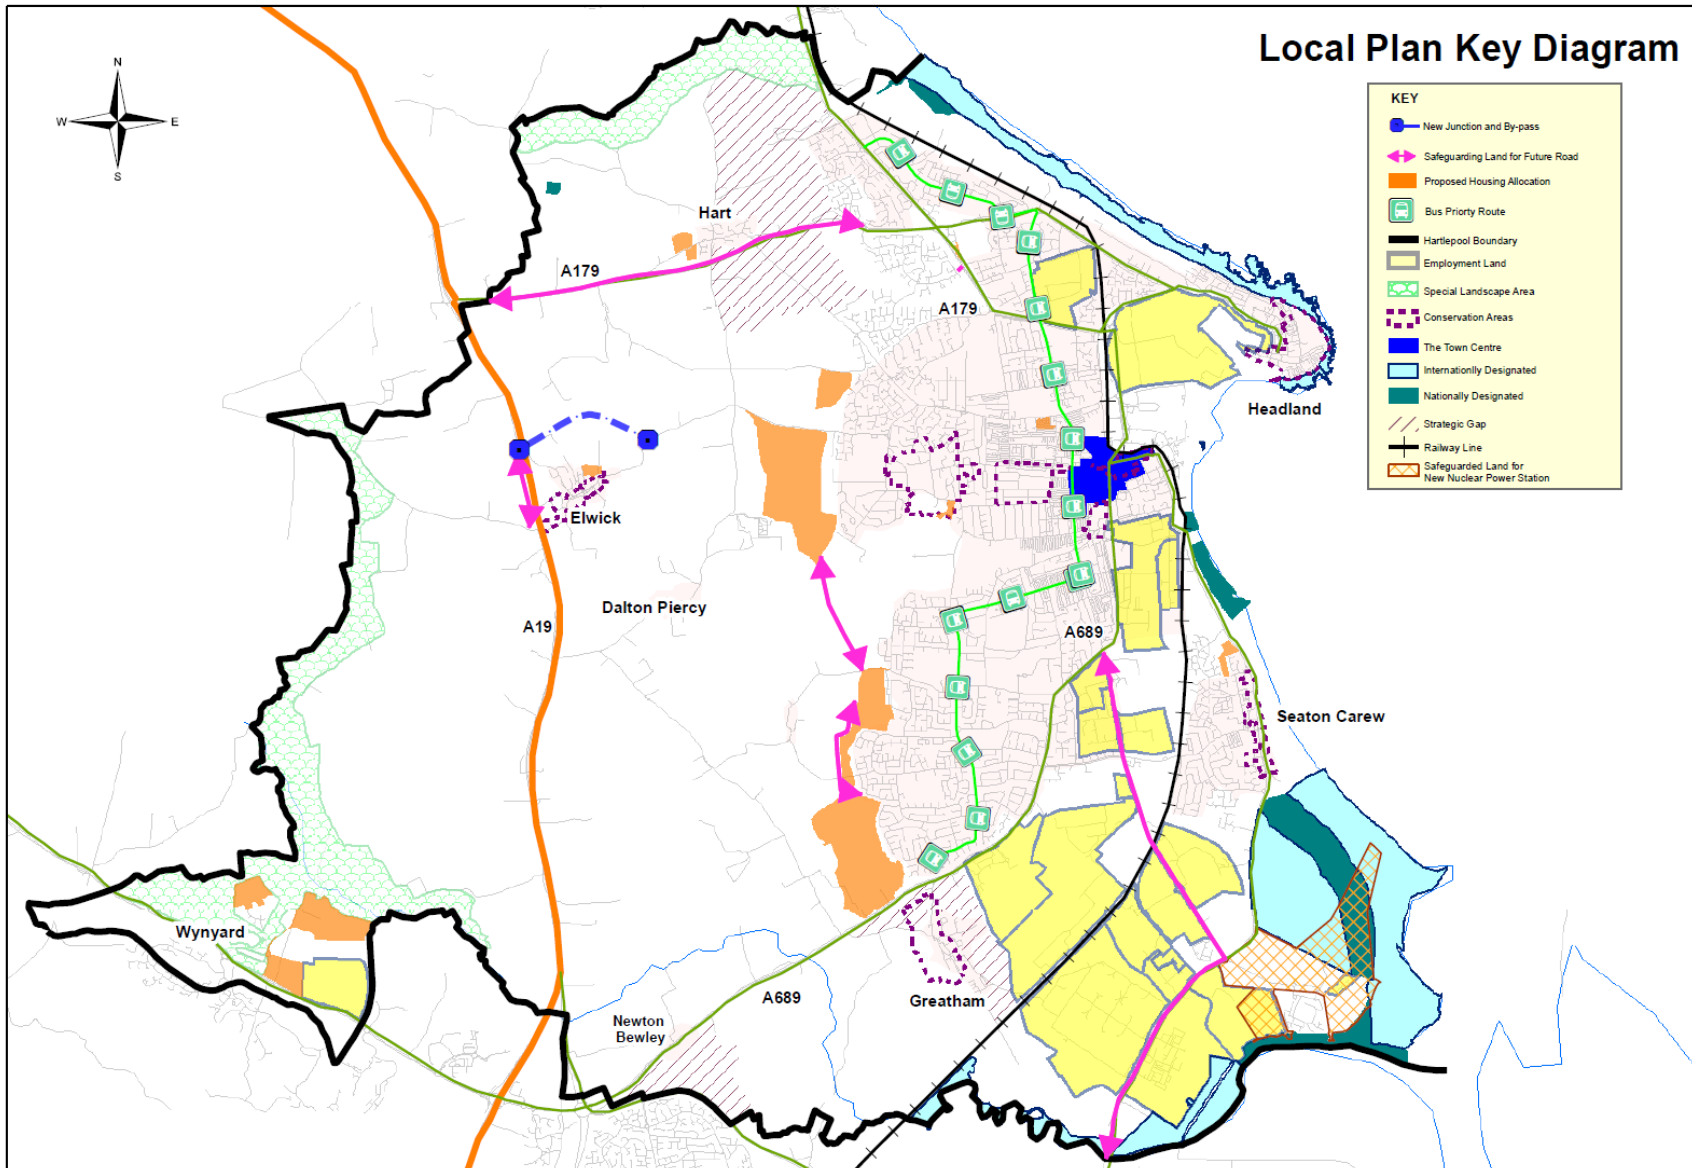 Local Plan Key Diagram
N
W
E
S
KEY
New Junction and By-pass
Safeguarding Land for Future Road
Proposed Housing Allocation
Bus Priorty Route
Hartlepool Boundary
Employment Land
Special Landscape Area
Conservation Areas
The Town Centre
Internationlly Designated
Nationally Designated
Strategic Gap
Railway Line
Safeguarded Land for
New Nuclear Power Station
Hart
A179
A179
Headland
Elwick
Dalton Piercy
A19
A689
Seaton Carew
Wynyard
Greatham
A689
Newton
Bewley